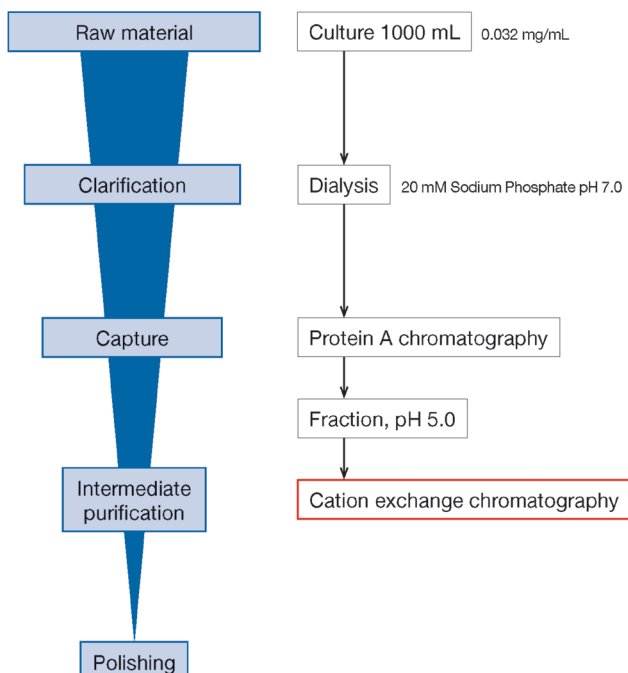 Raw material
Culture 1000 mL
0.032 mg/mL
Clarification
Dialysis
20 mM Sodium Phosphate pH 7.0
Capture
Protein A chromatography
Fraction, pH 5.0
Intermediate
purification
Cation exchange chromatography
Polishing